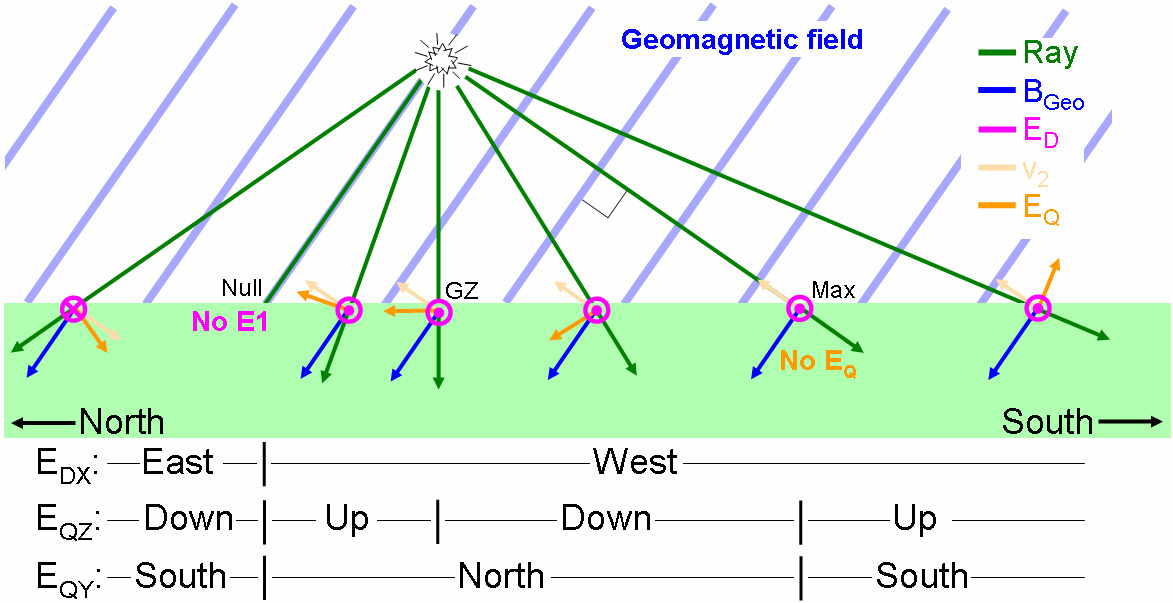 Geomagnetic field
Ray
BGeo
ED
v2
EQ
Null
No E1
GZ
Max
No EQ
North
South
EDX: East West
EQZ: Down Up Down Up
EQY: South North South